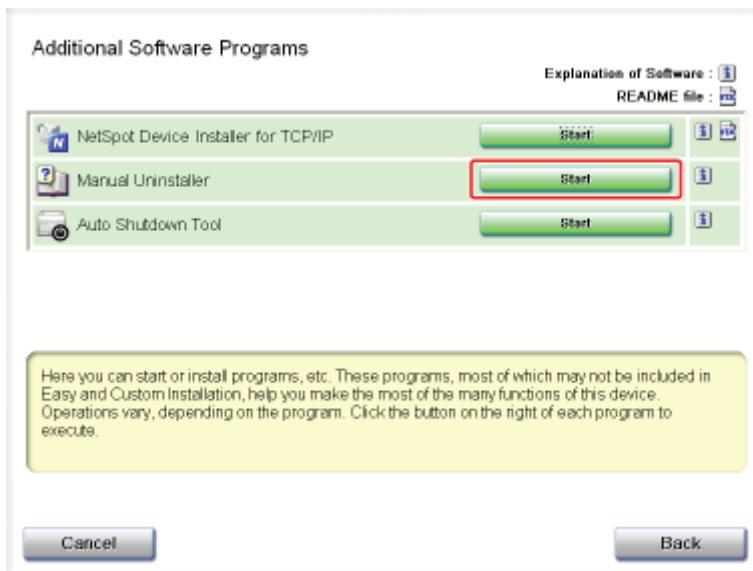 Additional Software Programs
Explanation of Software :
README file :
NetSpot Device Installer for TCP/IP
Start
Manual Uninstaller
Start
Auto Shutdown Tool
Start
Here you can start or install programs, etc. These programs, most of which may not be included in
Easy and Custom Installation, help you make the most of the many functions of this device.
Operations vary, depending on the program. Click the button on the right of each program to
execute.
Cancel
Back